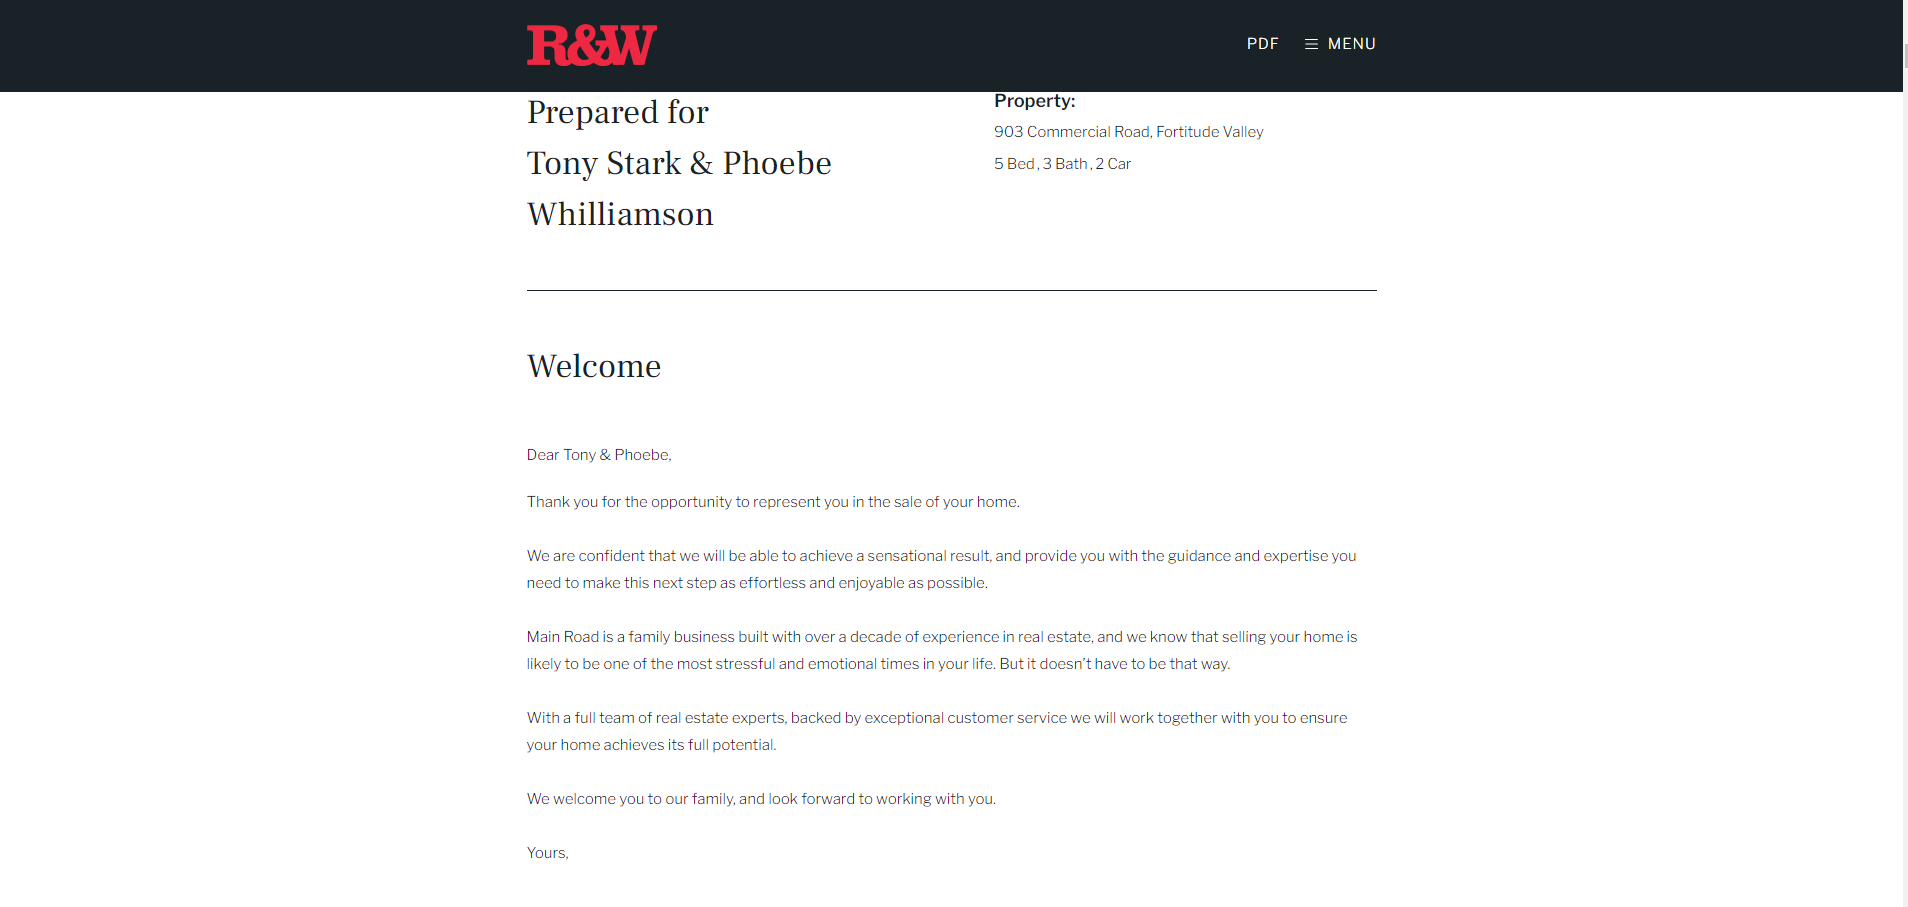 R&W
PDF
MENU
Prepared for
Tony Stark & Phoebe
Whilliamson
Property:
903 Commercial Road, Fortitude Valley
5 Bed , 3 Bath , 2 Car
Welcome
Dear Tony & Phoebe,
Thank you for the opportunity to represent you in the sale of your home.
We are confident that we will be able to achieve a sensational result, and provide you with the guidance and expertise you
need to make this next step as effortless and enjoyable as possible.
Main Road is a family business built with over a decade of experience in real estate, and we know that selling your home is
likely to be one of the most stressful and emotional times in your life. But it doesn’t have to be that way.
With a full team of real estate experts, backed by exceptional customer service we will work together with you to ensure
your home achieves its full potential.
We welcome you to our family, and look forward to working with you.
Yours,